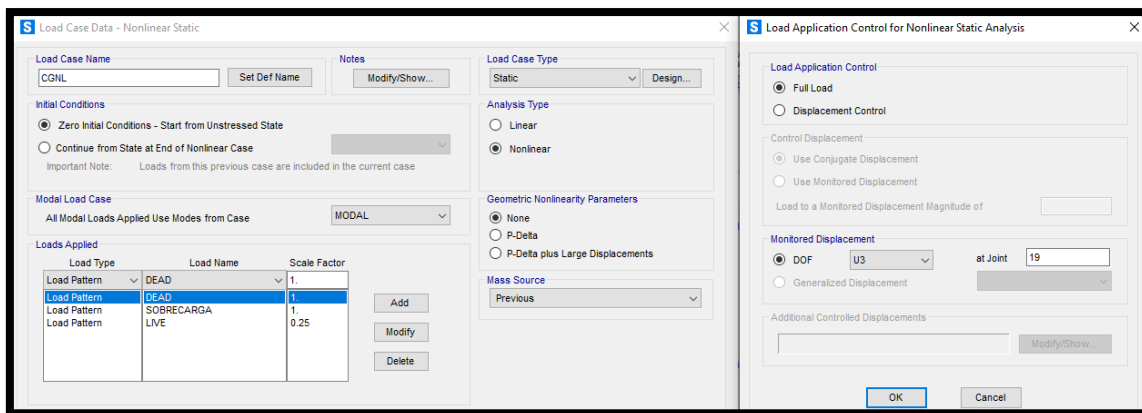 Load Case Data - Nonlinear Static
Load Case Name
CGNL
Set Def Name
Notes
Modify/Show...
Load Case Type
Static
Design...
Initial Conditions
Zero Initial Conditions - Start from Unstressed State
Continue from State at End of Nonlinear Case
Important Note: Loads from this previous case are included in the current case
Analysis Type
Linear
Nonlinear
Modal Load Case
All Modal Loads Applied Use Modes from Case
MODAL
Geometric Nonlinearity Parameters
None
P-Delta
P-Delta plus Large Displacements
Loads Applied
Load Type Load Name Scale Factor
Load Pattern DEAD 1.
Load Pattern DEAD 1.
Load Pattern SOBRECARGA 1.
Load Pattern LIVE 0.25
Add
Modify
Delete
Mass Source
Previous
Load Application Control for Nonlinear Static Analysis
Load Application Control
Full Load
Displacement Control
Control Displacement
Use Conjugate Displacement
Use Monitored Displacement
Load to a Monitored Displacement Magnitude of
Monitored Displacement
DOF U3 at Joint 19
Generalized Displacement
Additional Controlled Displacements
Modify/Show...
OK Cancel